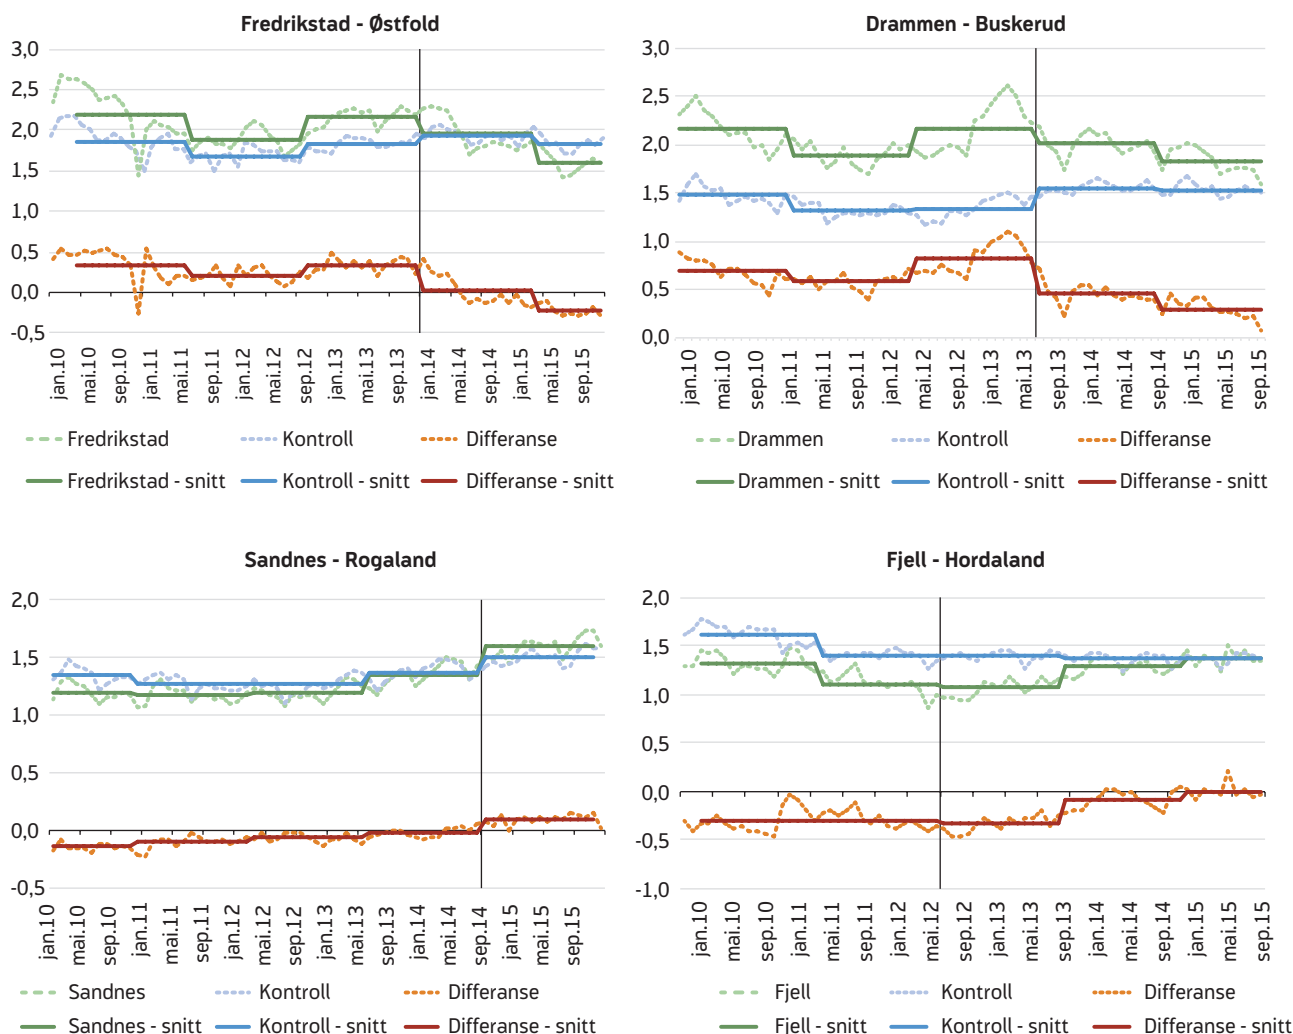 Fredrikstad - Østfold
3,0
2,5
2,0
1,5
1,0
0,5
0,0
-0,5
jan.10 mai.10 sep.10 jan.11 mai.11 sep.11 jan.12 mai.12 sep.12 jan.13 mai.13 sep.13 jan.14 mai.14 sep.14 jan.15 mai.15 sep.15
Fredrikstad Kontroll Differanse
Fredrikstad - snitt Kontroll - snitt Differanse - snitt
Drammen - Buskerud
3,0
2,5
2,0
1,5
1,0
0,5
0,0
jan.10 mai.10 sep.10 jan.11 mai.11 sep.11 jan.12 mai.12 sep.12 jan.13 mai.13 sep.13 jan.14 mai.14 sep.14 jan.15 mai.15 sep.15
Drammen Kontroll Differanse
Drammen - snitt Kontroll - snitt Differanse - snitt
Sandnes - Rogaland
2,0
1,5
1,0
0,5
0,0
-0,5
jan.10 mai.10 sep.10 jan.11 mai.11 sep.11 jan.12 mai.12 sep.12 jan.13 mai.13 sep.13 jan.14 mai.14 sep.14 jan.15 mai.15 sep.15
Sandnes Kontroll Differanse
Sandnes - snitt Kontroll - snitt Differanse - snitt
Fjell - Hordaland
2,0
1,5
1,0
0,5
0,0
-0,5
-1,0
jan.10 mai.10 sep.10 jan.11 mai.11 sep.11 jan.12 mai.12 sep.12 jan.13 mai.13 sep.13 jan.14 mai.14 sep.14 jan.15 mai.15 sep.15
Fjell Kontroll Differanse
Fjell - snitt Kontroll - snitt Differanse - snitt